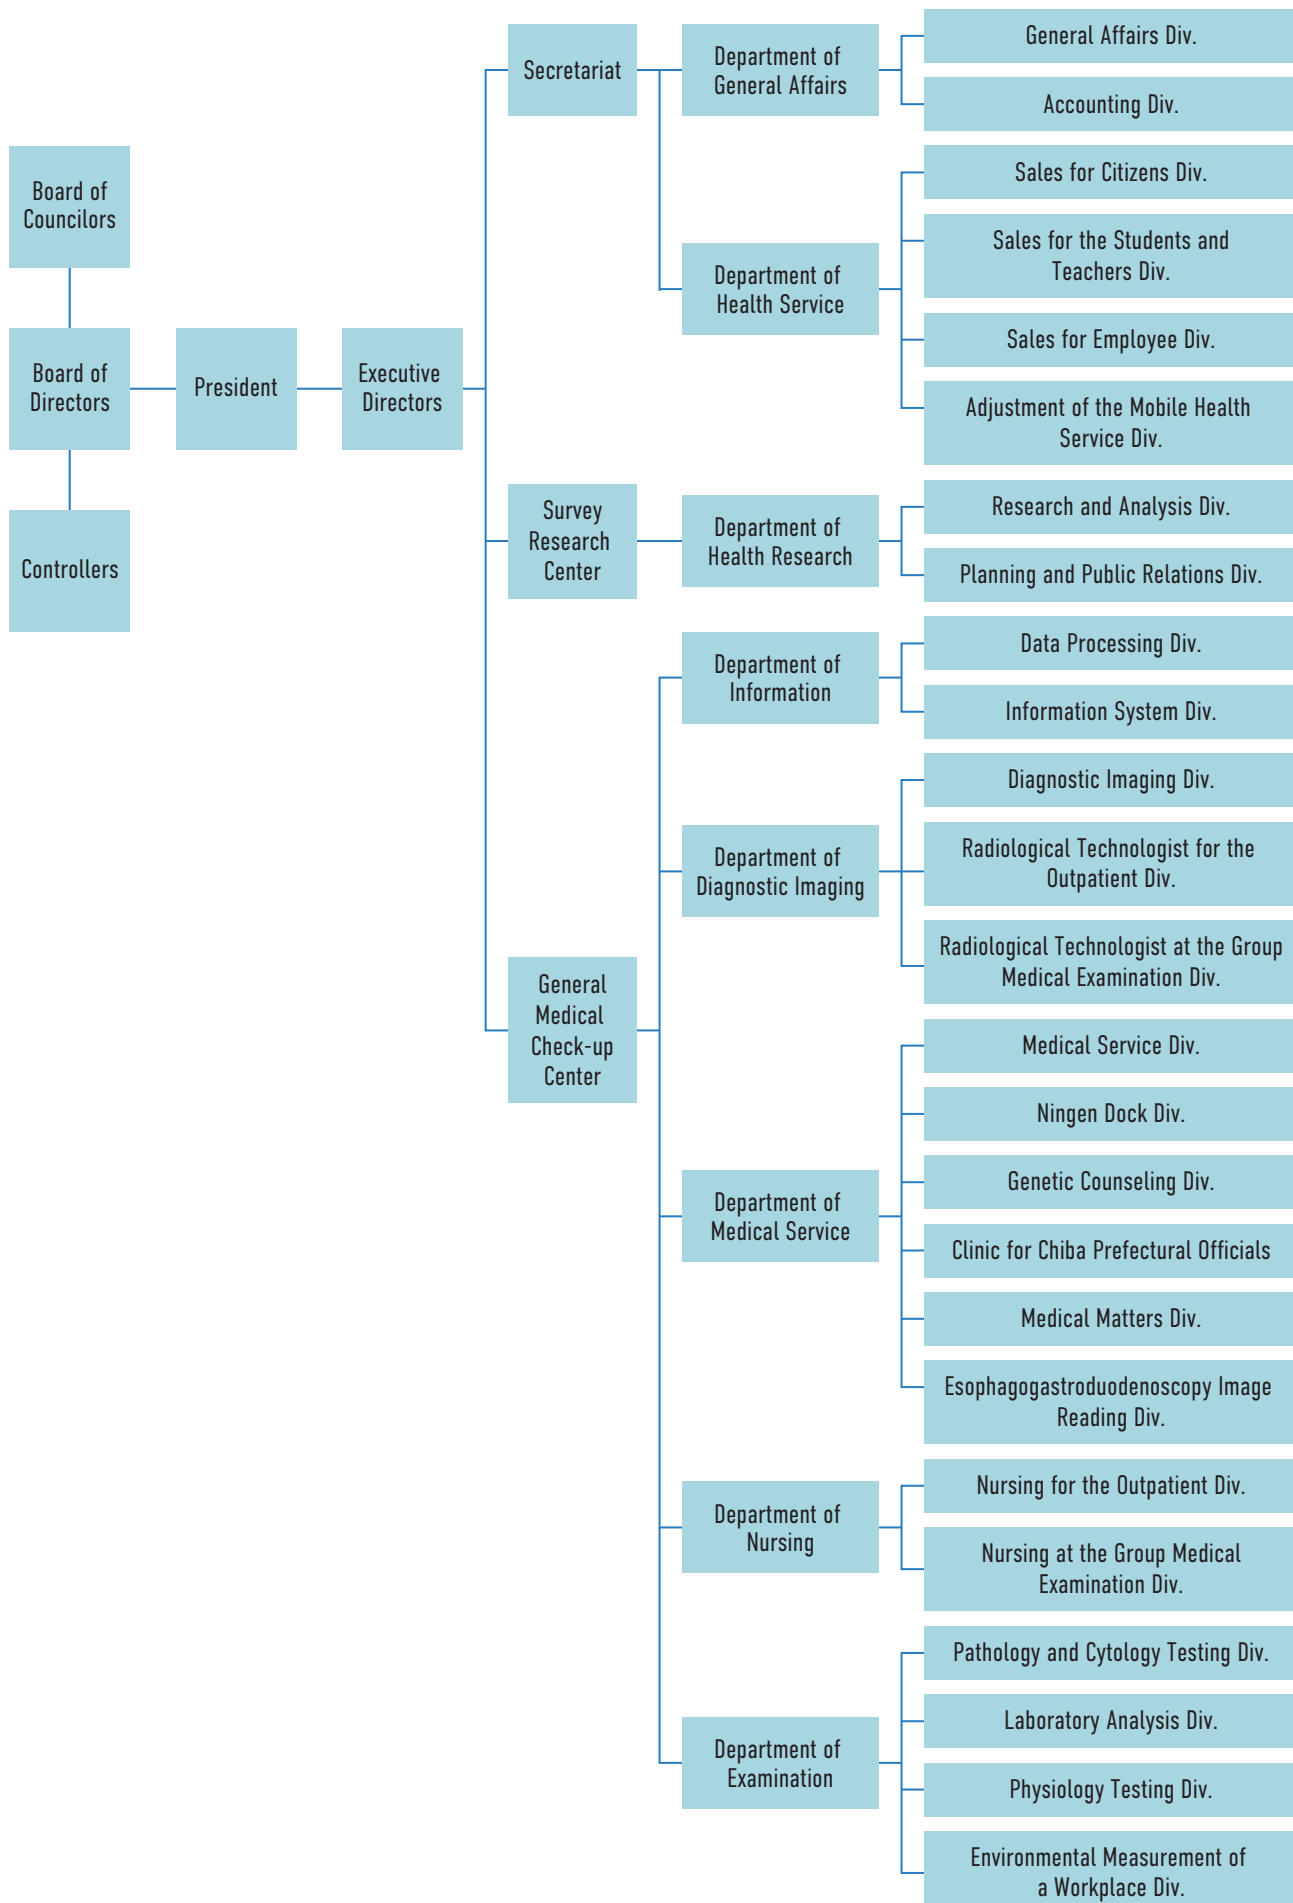 Board of
Councilors
Board of
Directors
Controllers
President
Executive
Directors
Secretariat
Department of
General Affairs
General Affairs Div.
Accounting Div.
Department of
Health Service
Sales for Citizens Div.
Sales for the Students and
Teachers Div.
Sales for Employee Div.
Adjustment of the Mobile Health
Service Div.
Survey
Research
Center
Department of
Health Research
Research and Analysis Div.
Planning and Public Relations Div.
General
Medical
Check-up
Center
Department of
Information
Data Processing Div.
Information System Div.
Department of
Diagnostic Imaging
Diagnostic Imaging Div.
Radiological Technologist for the
Outpatient Div.
Radiological Technologist at the Group
Medical Examination Div.
Department of
Medical Service
Medical Service Div.
Ningen Dock Div.
Genetic Counseling Div.
Clinic for Chiba Prefectural Officials
Medical Matters Div.
Esophagogastroduodenoscopy Image
Reading Div.
Department of
Nursing
Nursing for the Outpatient Div.
Nursing at the Group Medical
Examination Div.
Department of
Examination
Pathology and Cytology Testing Div.
Laboratory Analysis Div.
Physiology Testing Div.
Environmental Measurement of
a Workplace Div.